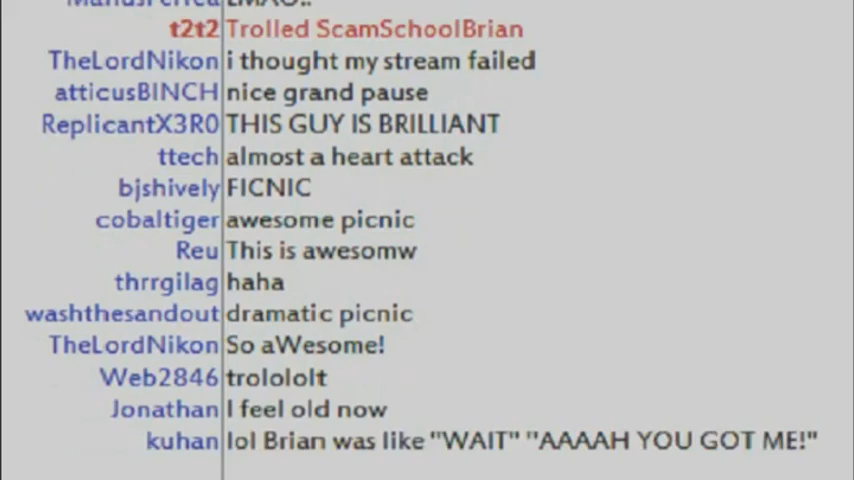 t2t2 Trolled ScamSchoolBrian
TheLordNikon i thought my stream failed
atticusBINCH nice grand pause
ReplicantX3R0 THIS GUY IS BRILLIANT
ttech almost a heart attack
bjshively FICNIC
cobaltiger awesome picnic
Reu This is awesomw
thrrgilag haha
washthesandout dramatic picnic
TheLordNikon So aWesome!
Web2846 trolololt
Jonathan I feel old now
kuhan lol Brian was like "WAIT" "AAAAH YOU GOT ME!"